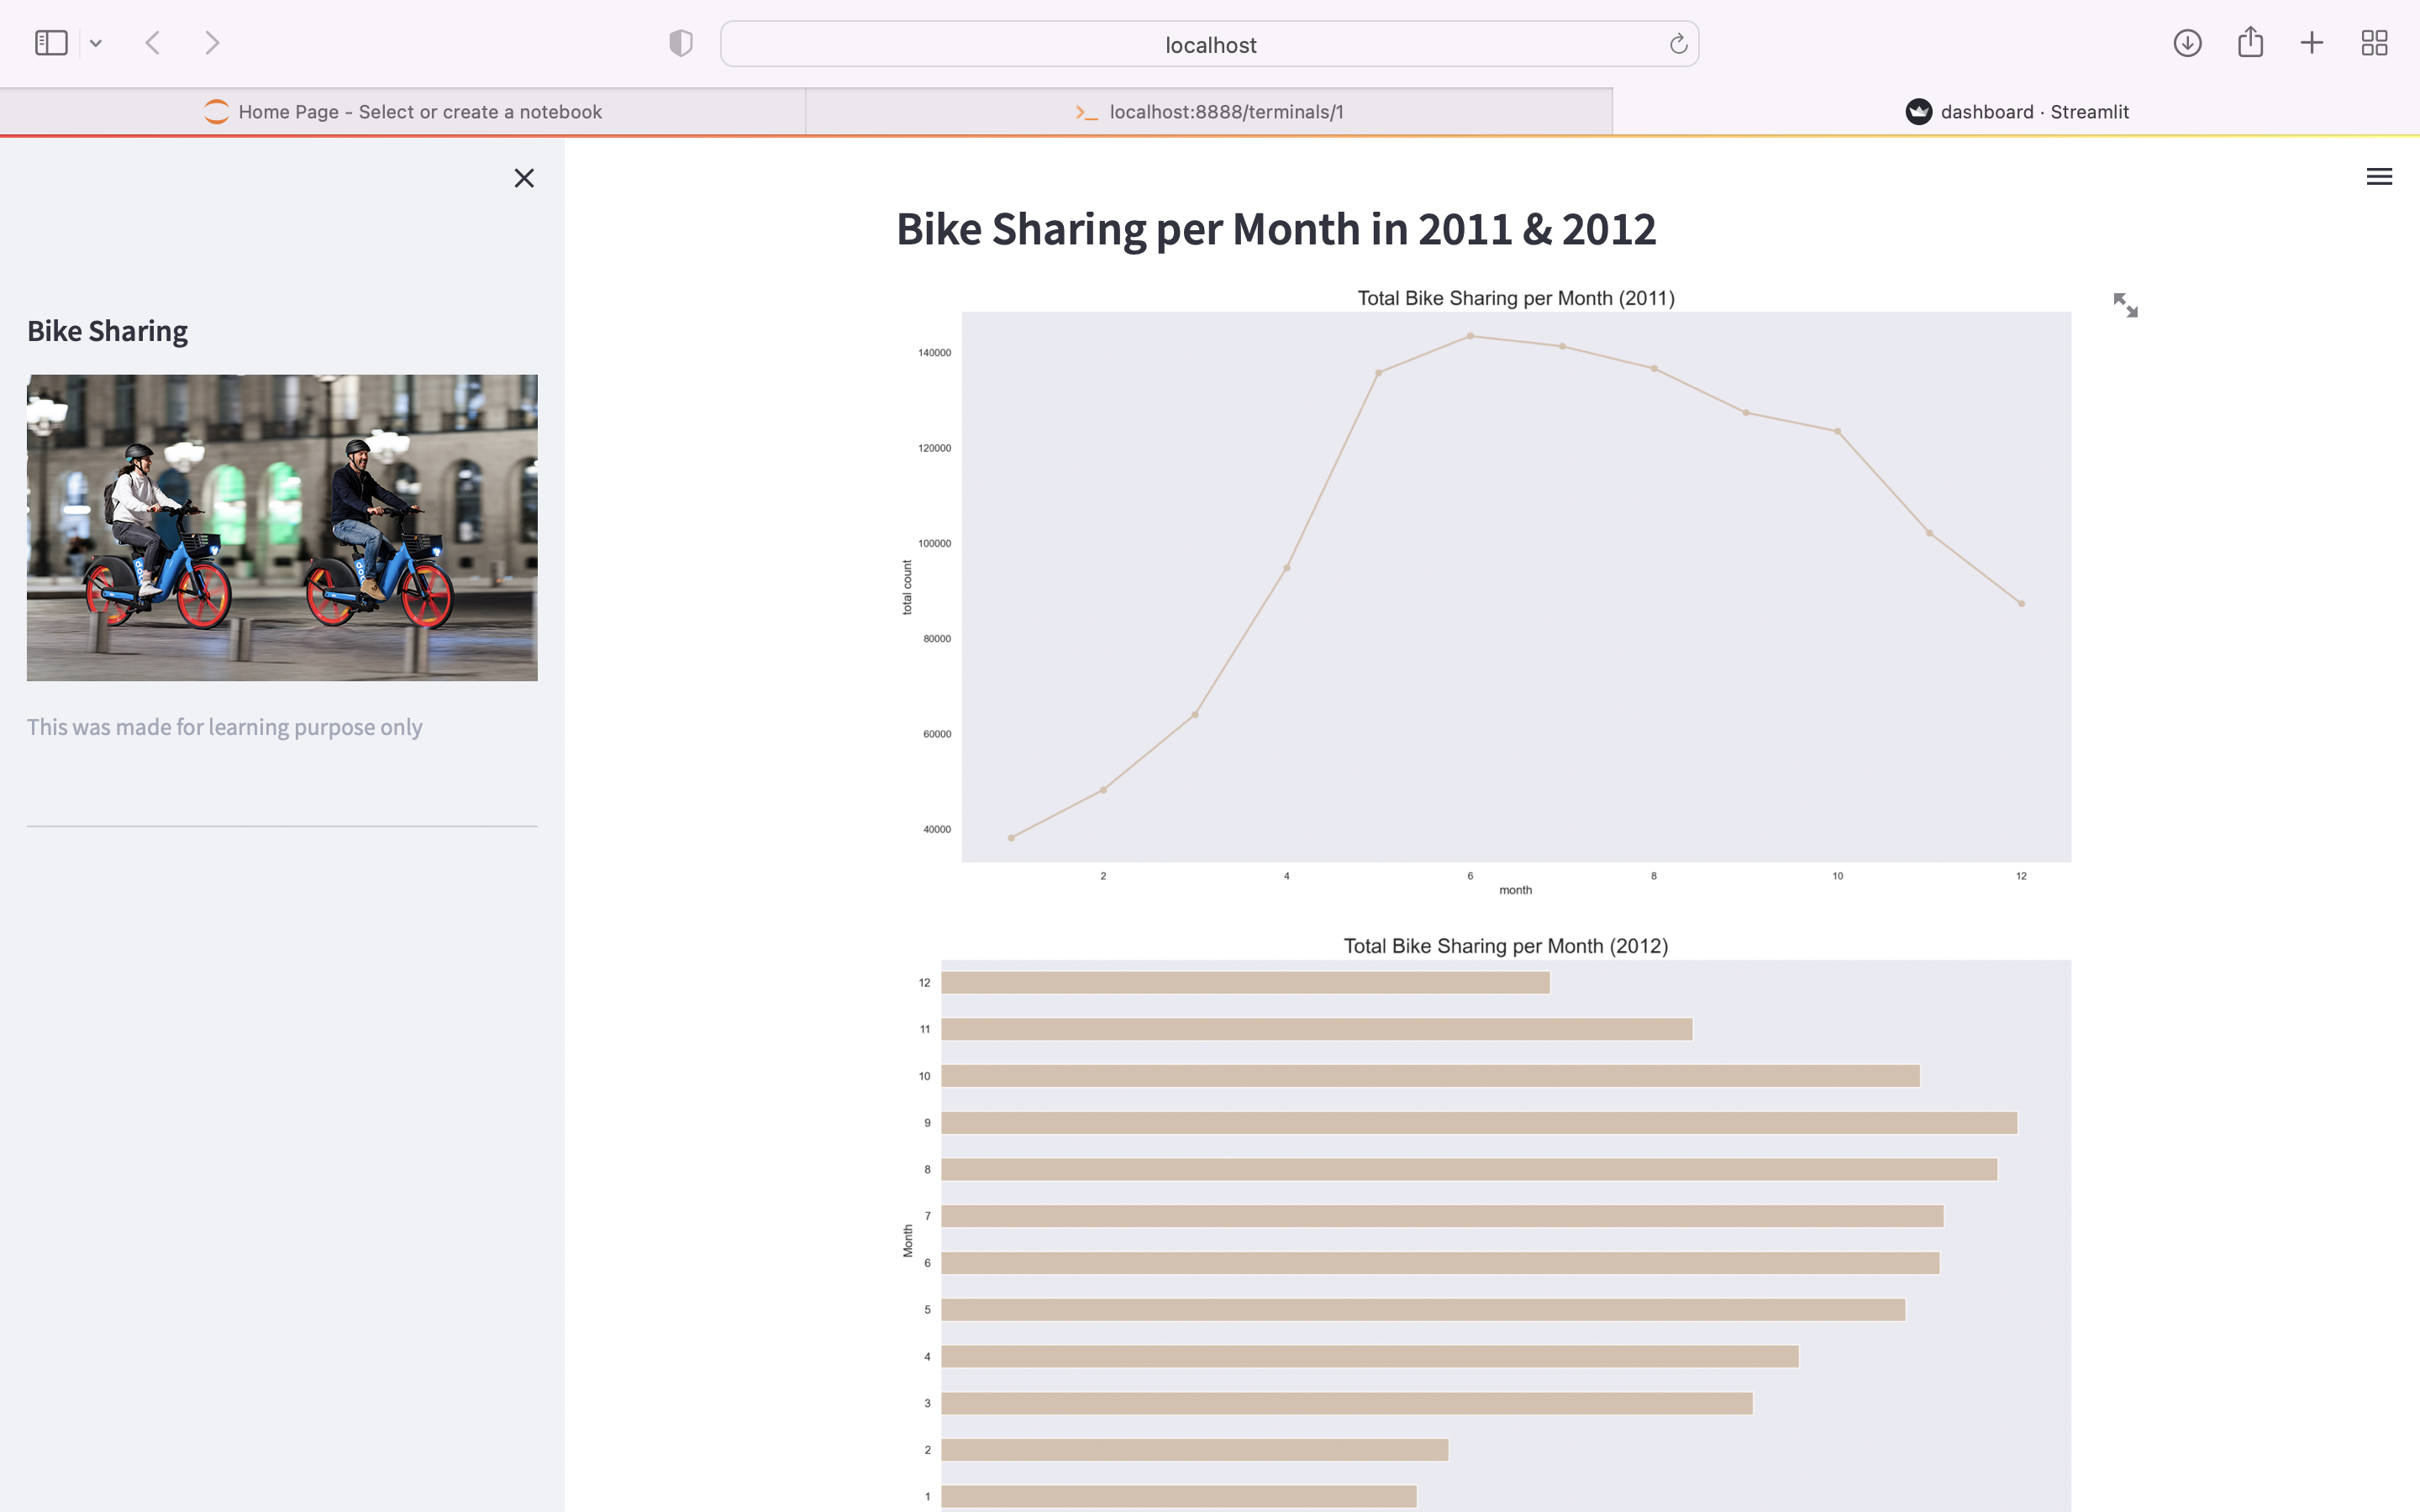 localhost
Home Page - Select or create a notebook
localhost:8888/terminals/1
dashboard · Streamlit
Bike Sharing
This was made for learning purpose only
Bike Sharing per Month in 2011 & 2012
Total Bike Sharing per Month (2011)
140000
120000
100000
80000
60000
40000
total count
2 4 6 8 10 12
month
Total Bike Sharing per Month (2012)
12
11
10
9
8
7
6
5
4
3
2
1
Month